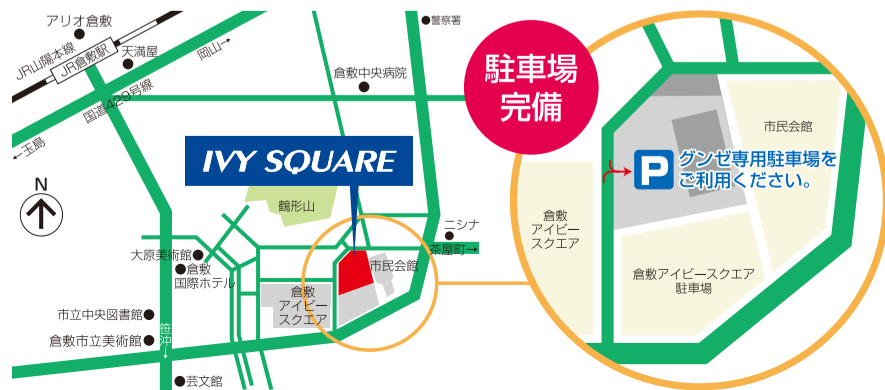 アリオ倉敷
JR山陽本線
JR倉敷駅
天満屋
岡山→
国道429号線
←玉島
警察署
倉敷中央病院
IVY SQUARE
N
鶴形山
ニシナ
茶屋町→
大原美術館
倉敷
国際ホテル
市民会館
倉敷
アイビー
スクエア
市立中央図書館
倉敷市立美術館
笹沖→
芸文館
駐車場
完備
市民会館
P
グンゼ専用駐車場を
ご利用ください。
倉敷
アイビー
スクエア
倉敷アイビースクエア
駐車場